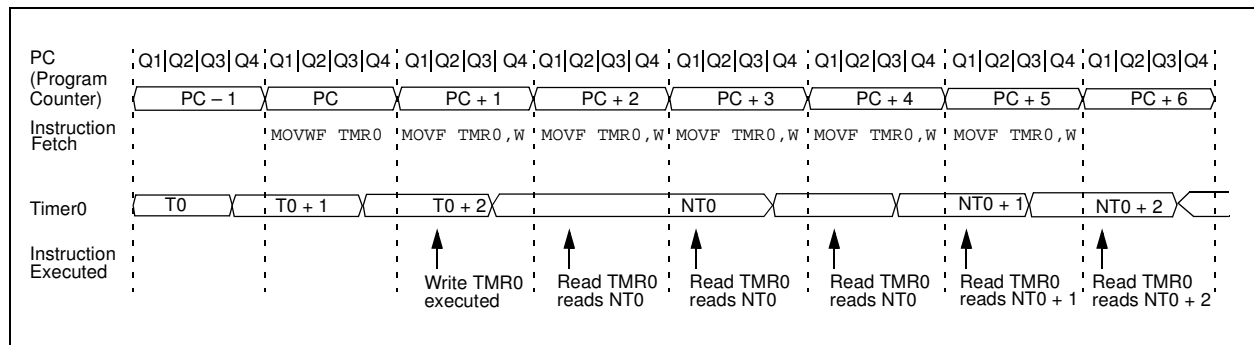 PC
(Program
Counter)
Q1|Q2|Q3|Q4 Q1|Q2|Q3|Q4 Q1|Q2|Q3|Q4 Q1|Q2|Q3|Q4 Q1|Q2|Q3|Q4 Q1|Q2|Q3|Q4 Q1|Q2|Q3|Q4 Q1|Q2|Q3|Q4
PC – 1 PC PC + 1 PC + 2 PC + 3 PC + 4 PC + 5 PC + 6
Instruction
Fetch
MOVWF TMR0 MOVF TMR0,W MOVF TMR0,W MOVF TMR0,W MOVF TMR0,W MOVF TMR0,W
Timer0
T0 T0 + 1 T0 + 2 NT0 NT0 + 1 NT0 + 2
Instruction
Executed
Write TMR0
executed
Read TMR0
reads NT0
Read TMR0
reads NT0
Read TMR0
reads NT0
Read TMR0
reads NT0 + 1
Read TMR0
reads NT0 + 2